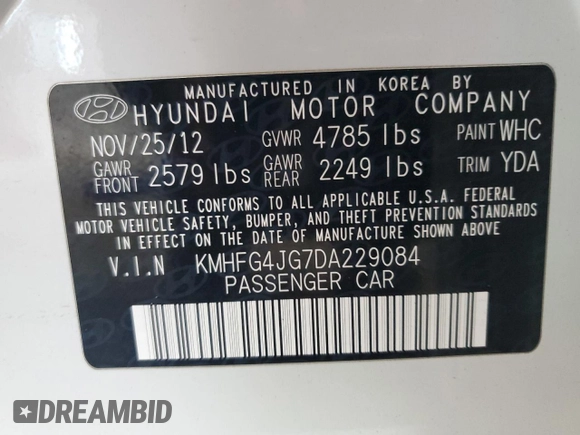 MANUFACTURED IN KOREA BY
HYUNDAI MOTOR COMPANY
NOV/25/12 GVWR 4785 lbs PAINT WHC
GAWR FRONT 2579 lbs GAWR REAR 2249 lbs TRIM YDA
THIS VEHICLE CONFORMS TO ALL APPLICABLE U.S.A. FEDERAL
MOTOR VEHICLE SAFETY, BUMPER, AND THEFT PREVENTION STANDARDS
IN EFFECT ON THE DATE OF MANUFACTURE SHOWN ABOVE.
V.I.N KMHFG4JG7DA229084
PASSENGER CAR
DREAMBID